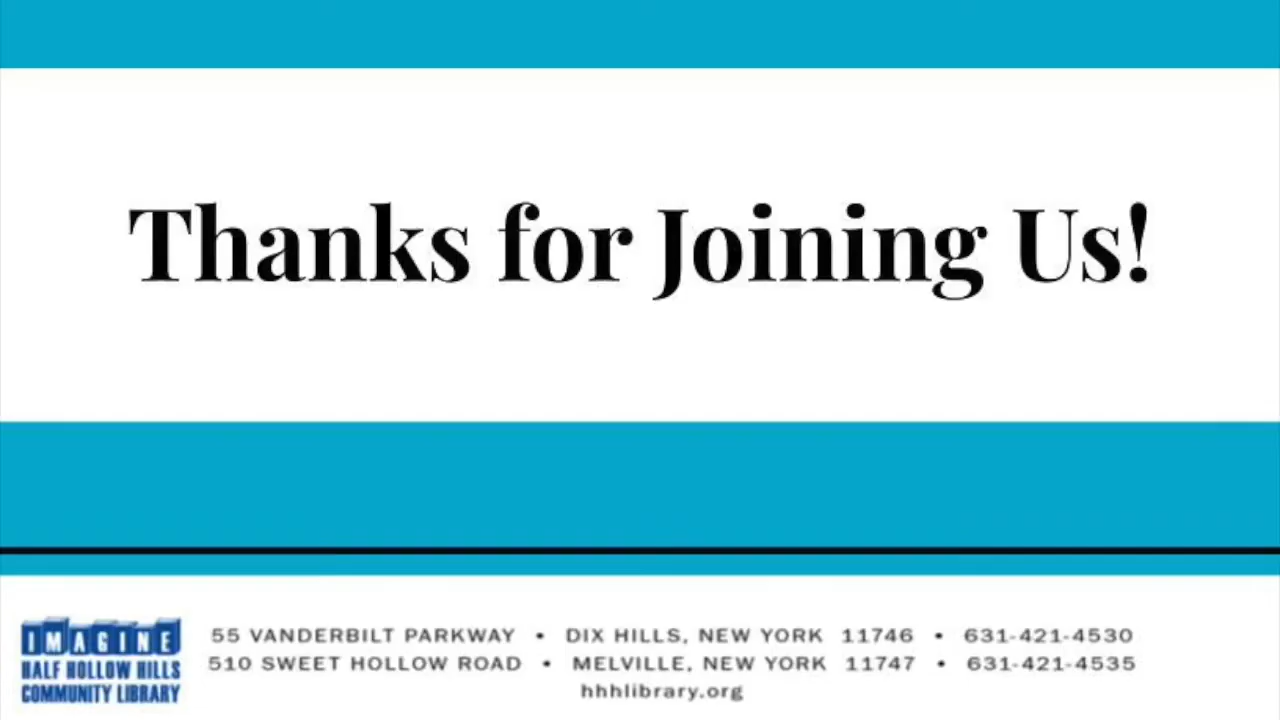 Thanks for Joining Us!
IMAGINE
HALF HOLLOW HILLS
COMMUNITY LIBRARY
55 VANDERBILT PARKWAY • DIX HILLS, NEW YORK 11746 • 631-421-4530
510 SWEET HOLLOW ROAD • MELVILLE, NEW YORK 11747 • 631-421-4535
hhhlibrary.org